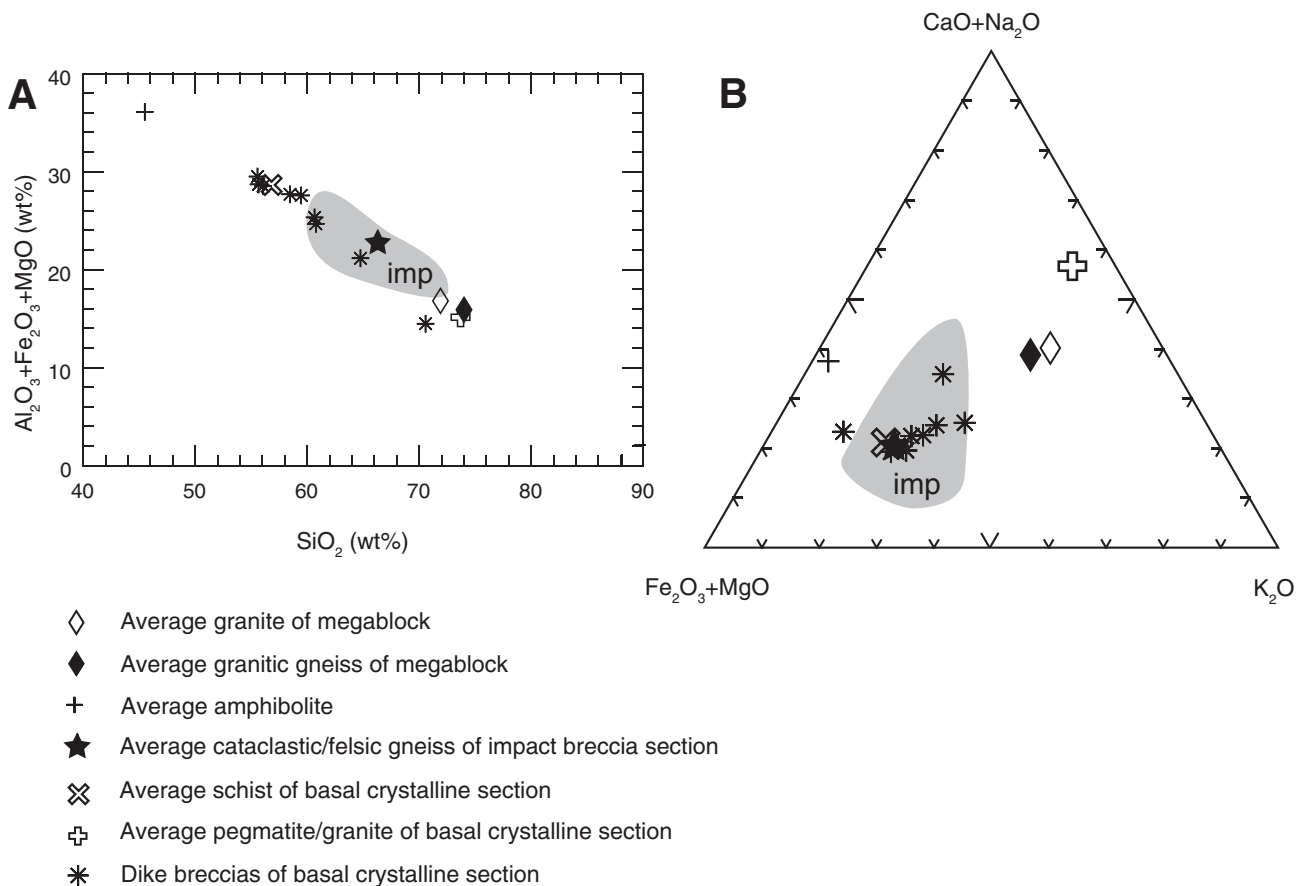 A
Al₂O₃+Fe₂O₃+MgO (wt%)
40
30
20
10
0
40 50 60 70 80 90
SiO₂ (wt%)
imp
B
CaO+Na₂O
imp
Fe₂O₃+MgO
K₂O
Average granite of megablock
Average granitic gneiss of megablock
Average amphibolite
Average cataclastic/felsic gneiss of impact breccia section
Average schist of basal crystalline section
Average pegmatite/granite of basal crystalline section
Dike breccias of basal crystalline section